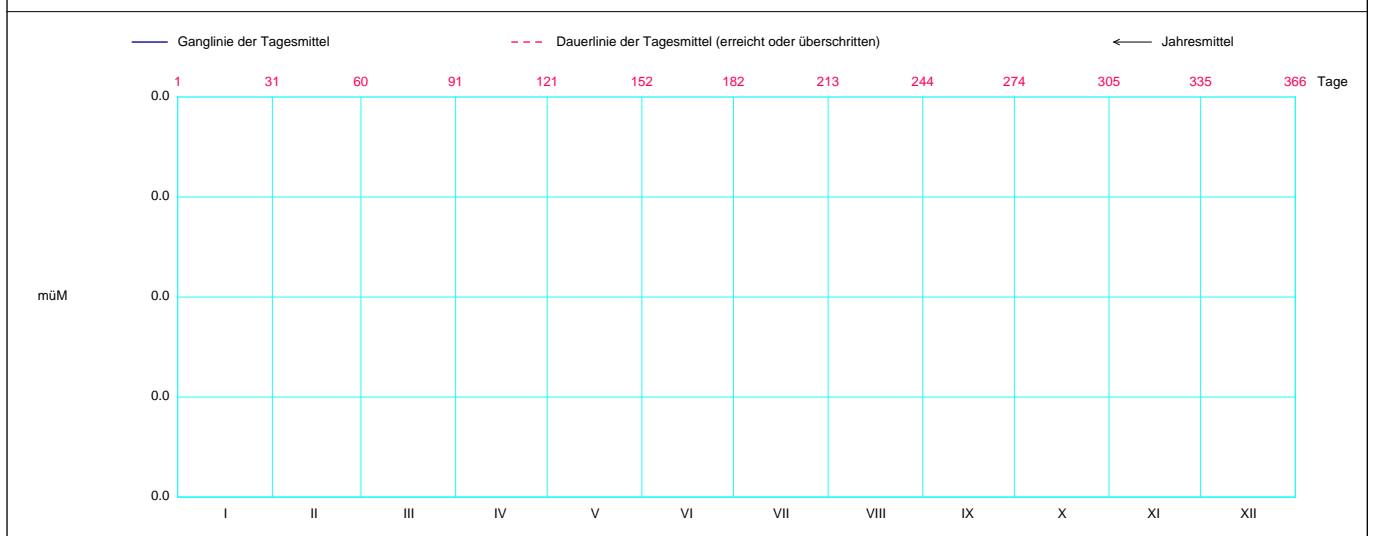 Ganglinie der Tagesmittel Dauerlinie der Tagesmittel (erreicht oder überschritten) Jahresmittel
1 31 60 91 121 152 182 213 244 274 305 335 366 Tage
0.0
0.0
müM 0.0
0.0
0.0
I II III IV V VI VII VIII IX X XI XII